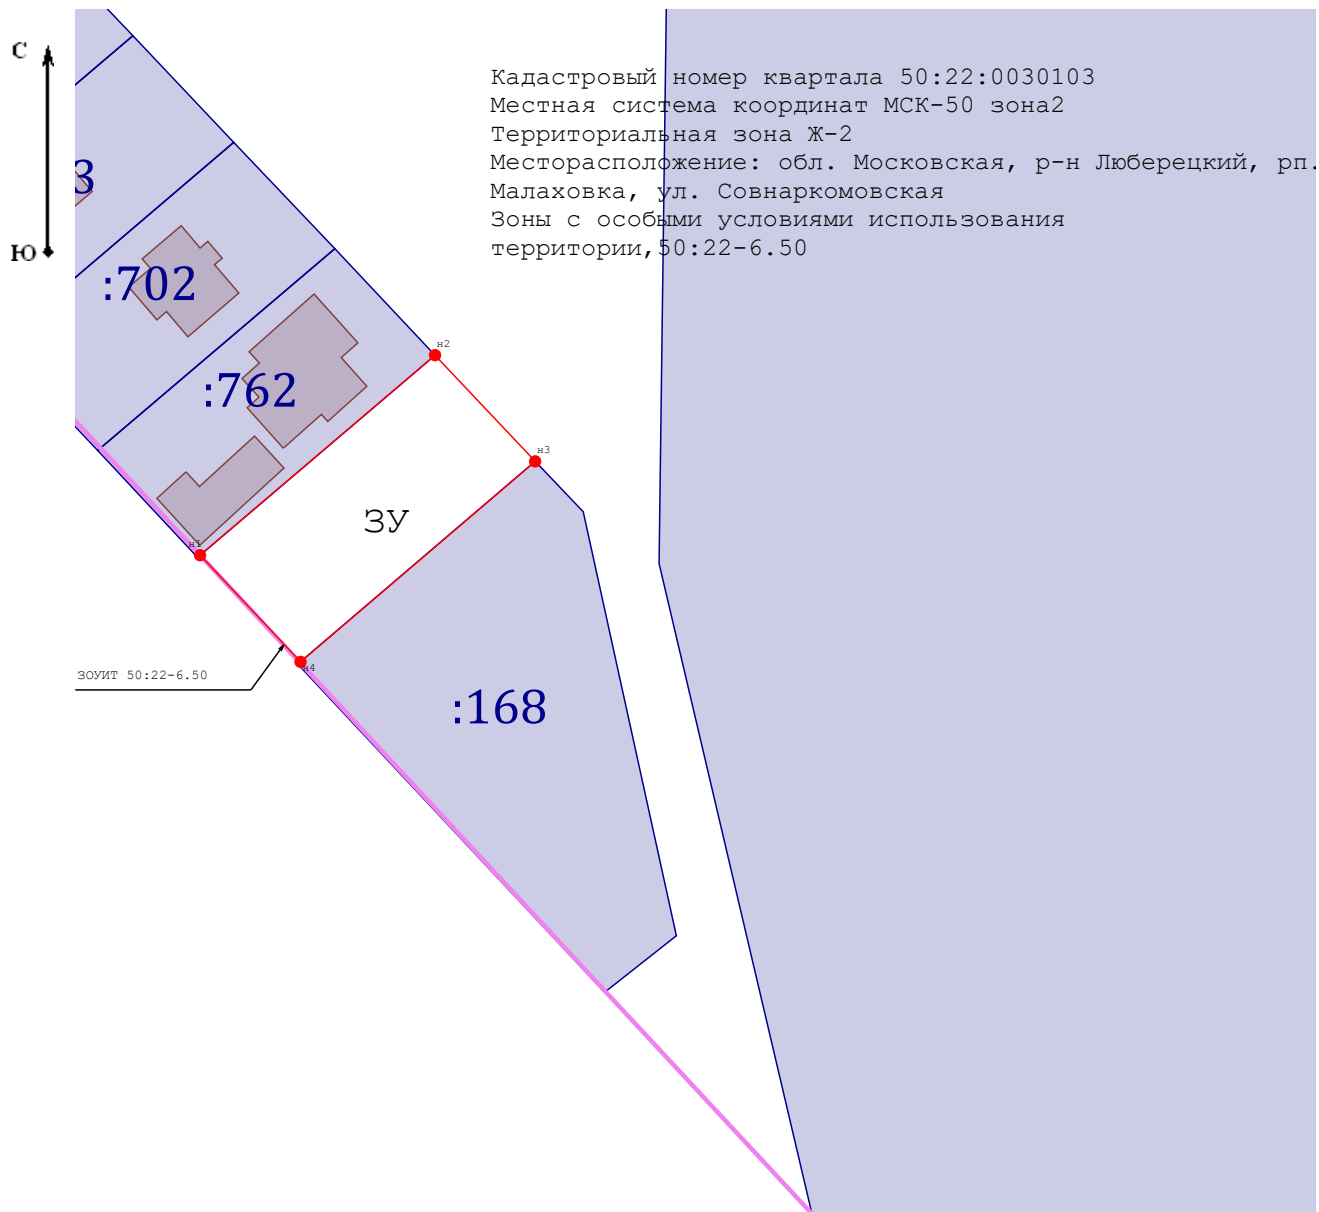 С
Кадастровый номер квартала 50:22:0030103
Местная система координат МСК-50 зона2
Территориальная зона Ж-2
Месторасположение: обл. Московская, р-н Люберецкий, рп.
Малаховка, ул. Совнаркомовская
Зоны с особыми условиями использования
территории,50:22-6.50
Ю
3
:702
:762
н2
н3
ЗУ
н1
н4
ЗОУИТ 50:22-6.50
:168